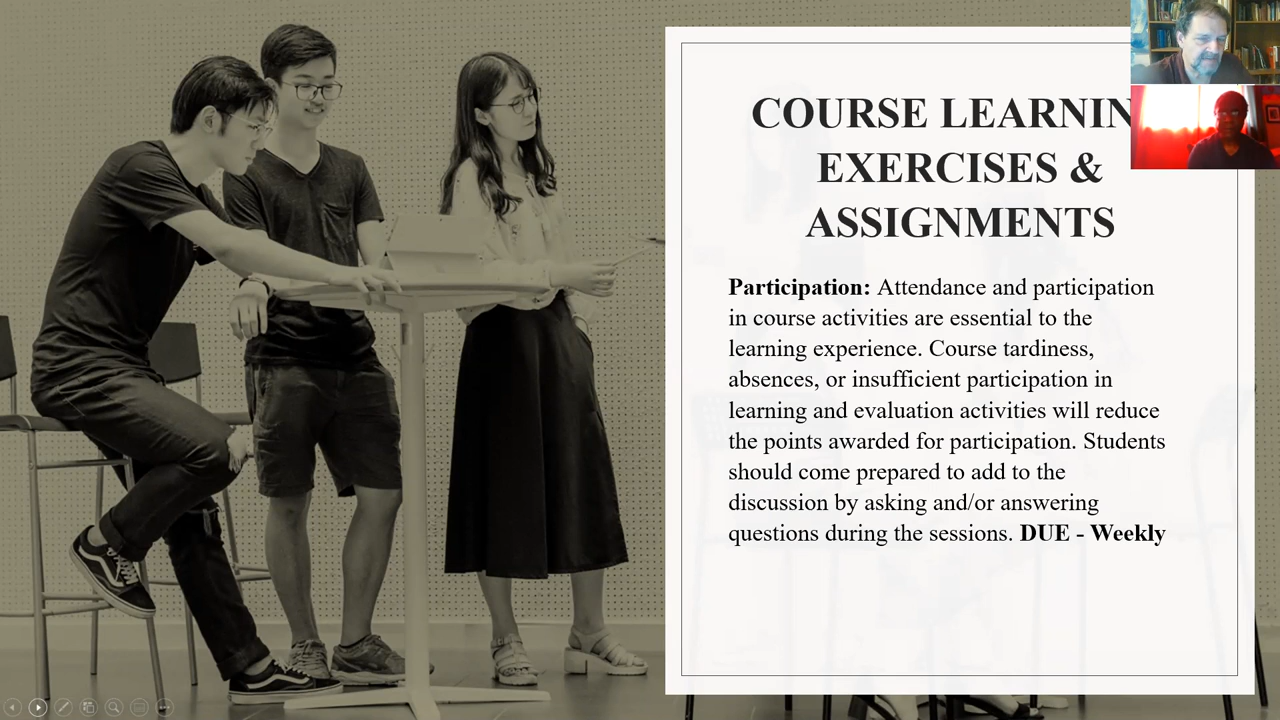 COURSE LEARNIN
EXERCISES &
ASSIGNMENTS
Participation: Attendance and participation
in course activities are essential to the
learning experience. Course tardiness,
absences, or insufficient participation in
learning and evaluation activities will reduce
the points awarded for participation. Students
should come prepared to add to the
discussion by asking and/or answering
questions during the sessions. DUE - Weekly